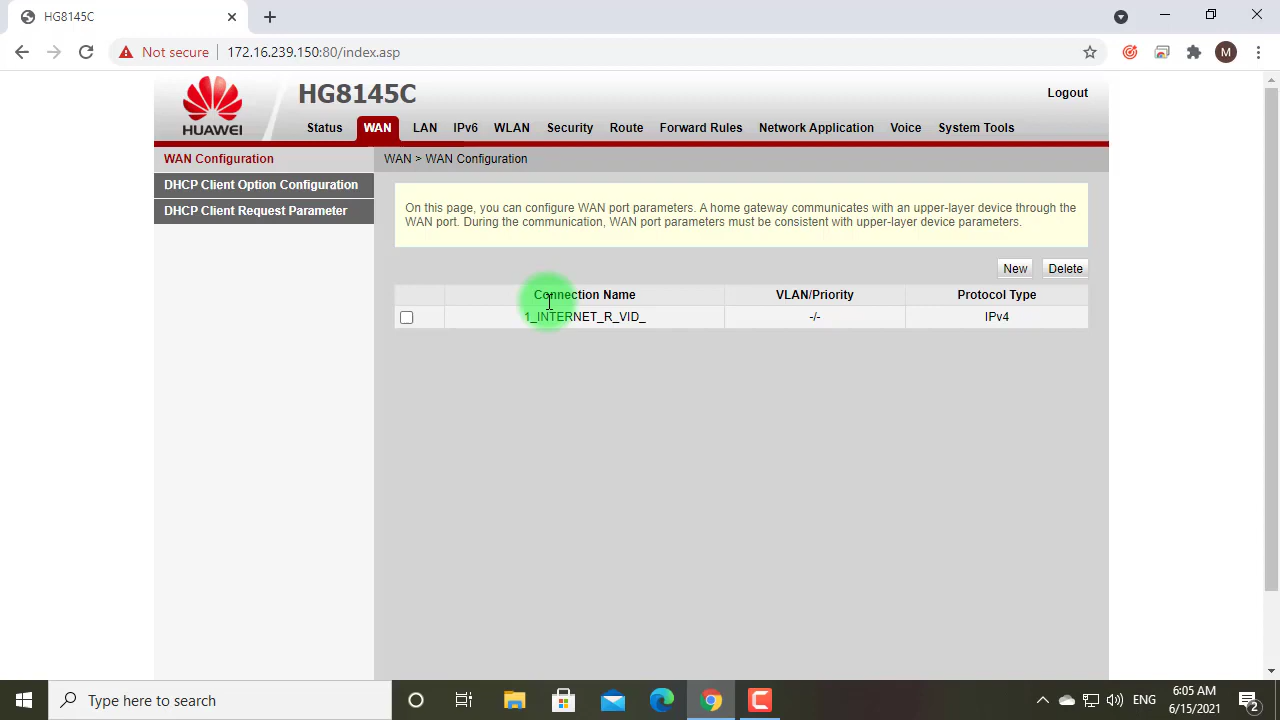 HG8145C
Not secure
172.16.239.150:80/index.asp
M
HUAWEI
HG8145C
Logout
Status
WAN
LAN
IPv6
WLAN
Security
Route
Forward Rules
Network Application
Voice
System Tools
WAN Configuration
DHCP Client Option Configuration
DHCP Client Request Parameter
WAN > WAN Configuration
On this page, you can configure WAN port parameters. A home gateway communicates with an upper-layer device through the
WAN port. During the communication, WAN port parameters must be consistent with upper-layer device parameters.
New
Delete
Connection Name
VLAN/Priority
Protocol Type
1_INTERNET_R_VID_
-/-
IPv4
Type here to search
ENG
6:05 AM
6/15/2021
2